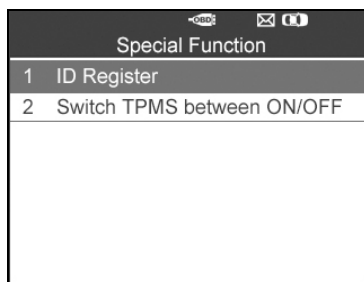 OBD
Special Function
1 ID Register
2 Switch TPMS between ON/OFF